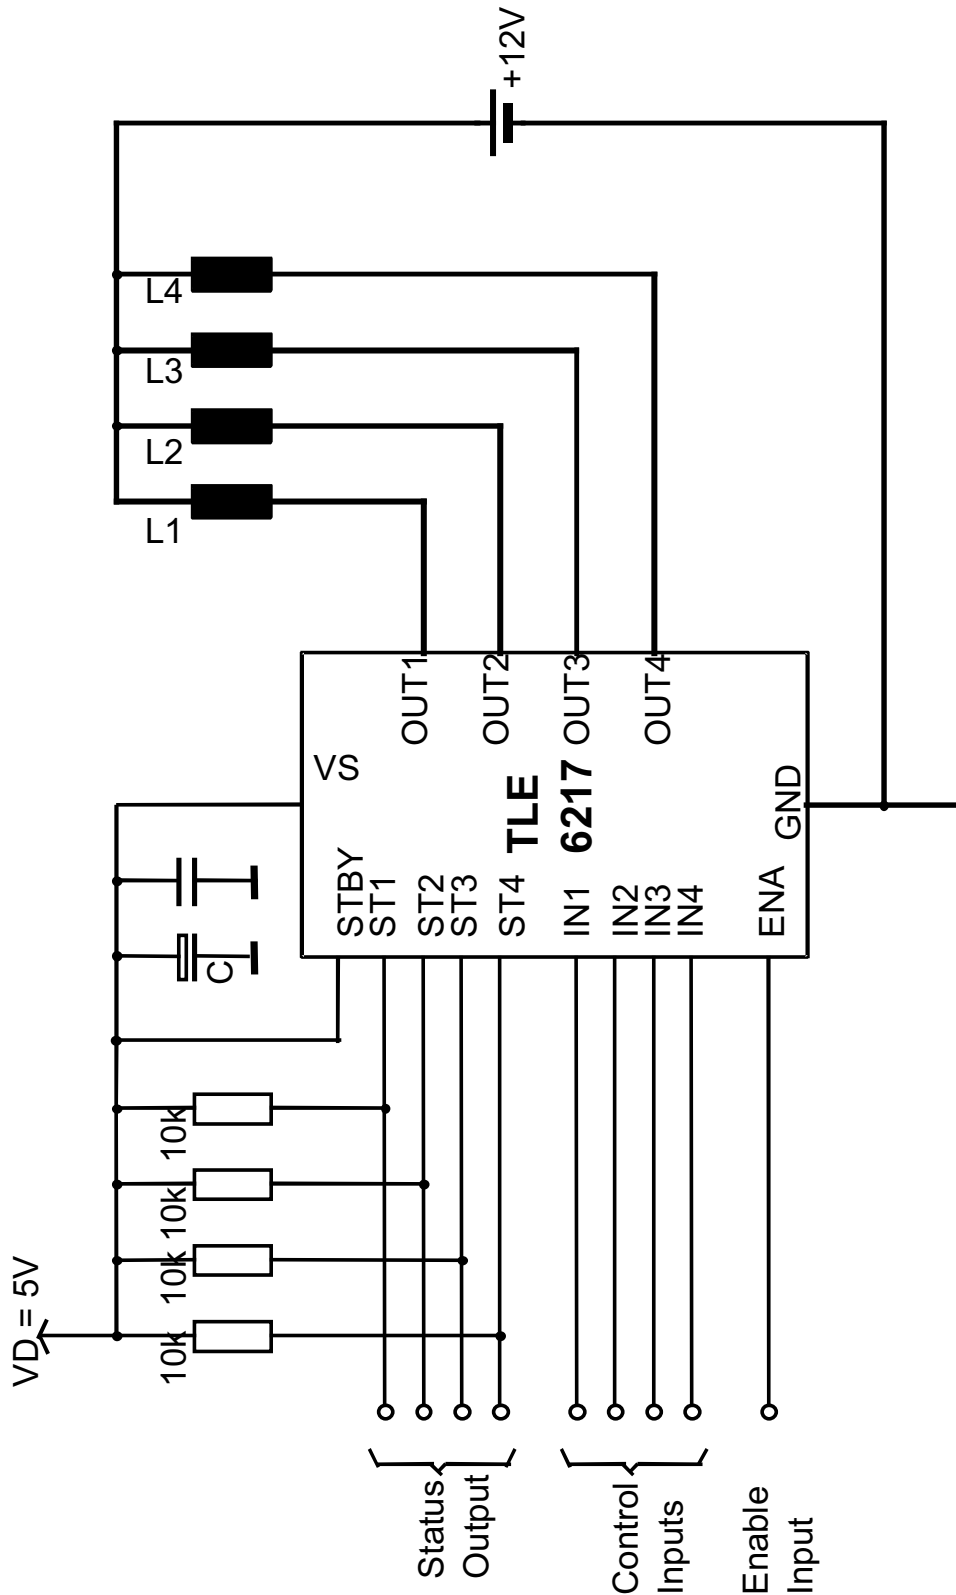 VD = 5V
10k
10k
10k
10k
C
L1
L2
L3
L4
+12V
VS
STBY
ST1
ST2
ST3
ST4
IN1
IN2
IN3
IN4
ENA
GND
OUT1
OUT2
OUT3
OUT4
TLE
6217
Status
Output
Control
Inputs
Enable
Input